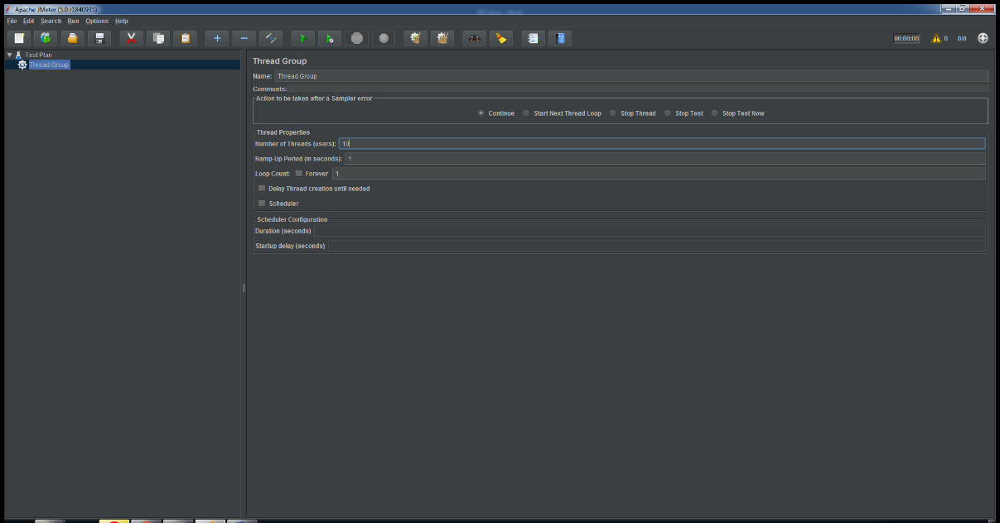 Apache JMeter (5.0 r1840935)
File Edit Search Run Options Help
00:00:00 0 0/0
Test Plan
Thread Group
Thread Group
Name: Thread Group
Comments:
Action to be taken after a Sampler error
Continue Start Next Thread Loop Stop Thread Stop Test Stop Test Now
Thread Properties
Number of Threads (users): 10
Ramp-Up Period (in seconds): 1
Loop Count: Forever 1
Delay Thread creation until needed
Scheduler
Scheduler Configuration
Duration (seconds)
Startup delay (seconds)